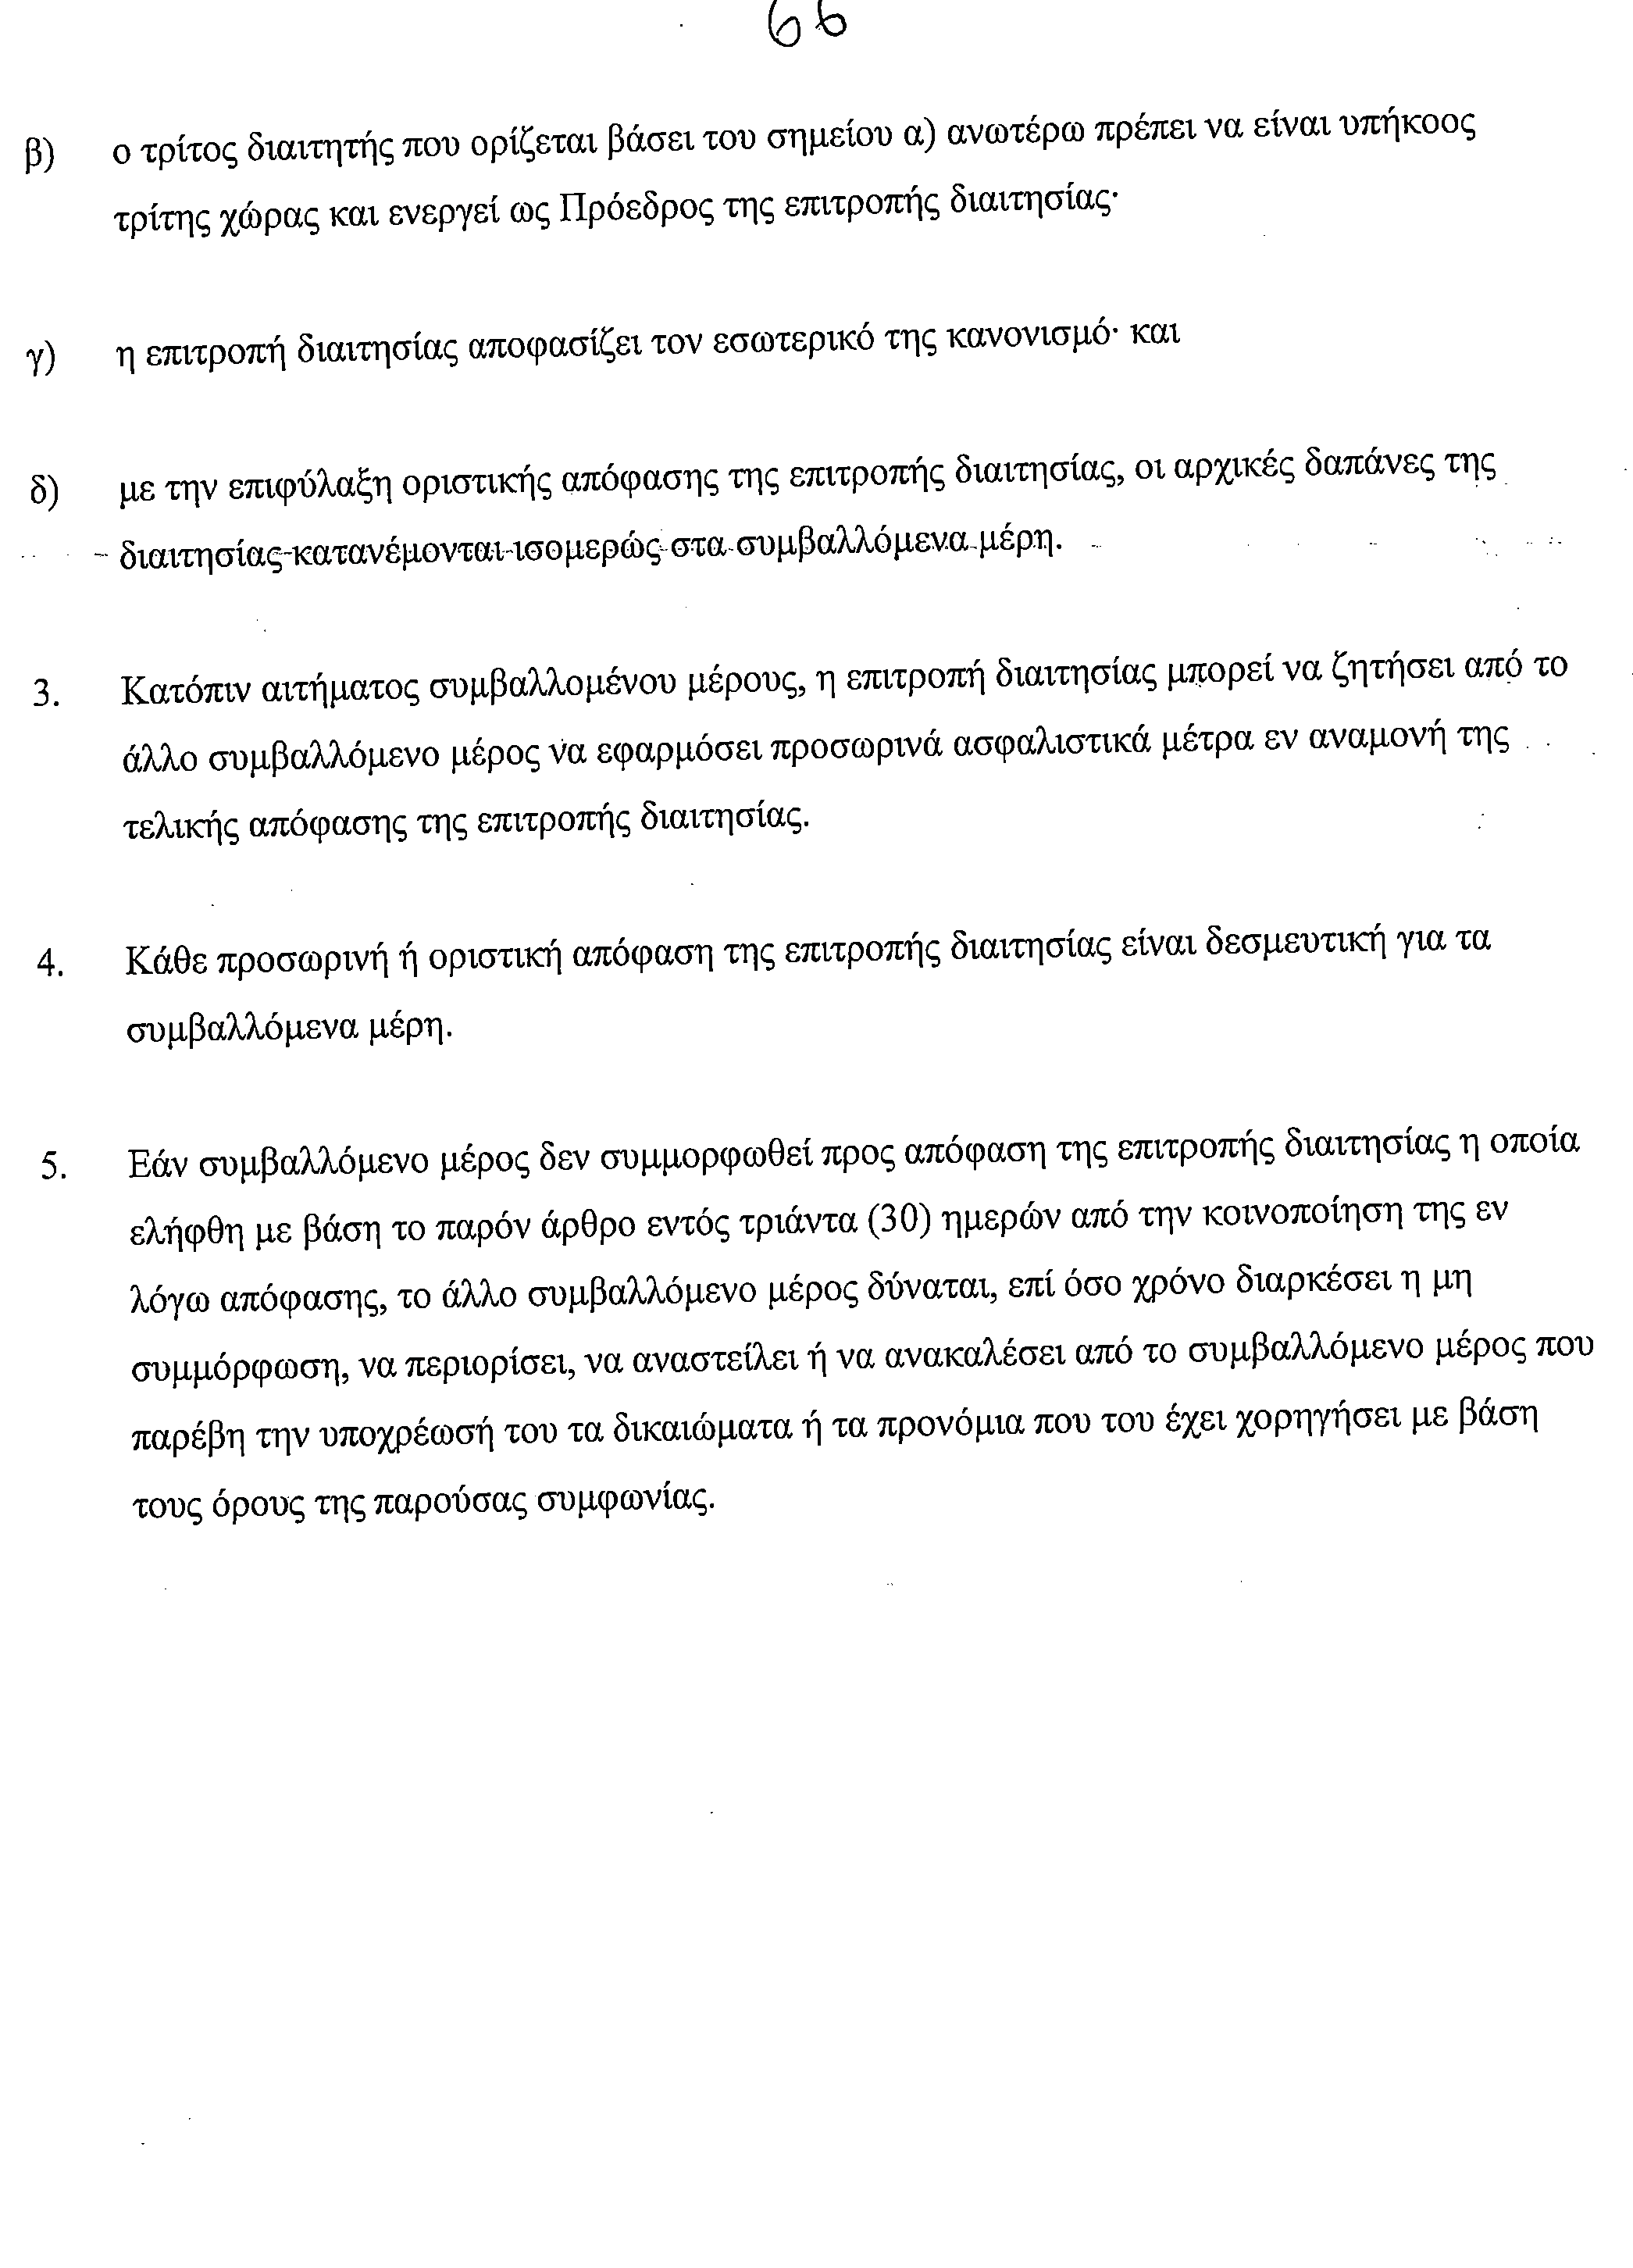 66
β) ο τρίτος διαιτητής που ορίζεται βάσει του σημείου α) ανωτέρω πρέπει να είναι υπήκοος
τρίτης χώρας και ενεργεί ως Πρόεδρος της επιτροπής διαιτησίας·
γ) η επιτροπή διαιτησίας αποφασίζει τον εσωτερικό της κανονισμό· και
δ) με την επιφύλαξη οριστικής απόφασης της επιτροπής διαιτησίας, οι αρχικές δαπάνες της
διαιτησίας κατανέμονται ισομερώς στα συμβαλλόμενα μέρη.
3. Κατόπιν αιτήματος συμβαλλομένου μέρους, η επιτροπή διαιτησίας μπορεί να ζητήσει από το
άλλο συμβαλλόμενο μέρος να εφαρμόσει προσωρινά ασφαλιστικά μέτρα εν αναμονή της
τελικής απόφασης της επιτροπής διαιτησίας.
4. Κάθε προσωρινή ή οριστική απόφαση της επιτροπής διαιτησίας είναι δεσμευτική για τα
συμβαλλόμενα μέρη.
5. Εάν συμβαλλόμενο μέρος δεν συμμορφωθεί προς απόφαση της επιτροπής διαιτησίας η οποία
ελήφθη με βάση το παρόν άρθρο εντός τριάντα (30) ημερών από την κοινοποίηση της εν
λόγω απόφασης, το άλλο συμβαλλόμενο μέρος δύναται, επί όσο χρόνο διαρκέσει η μη
συμμόρφωση, να περιορίσει, να αναστείλει ή να ανακαλέσει από το συμβαλλόμενο μέρος που
παρέβη την υποχρέωσή του τα δικαιώματα ή τα προνόμια που του έχει χορηγήσει με βάση
τους όρους της παρούσας συμφωνίας.